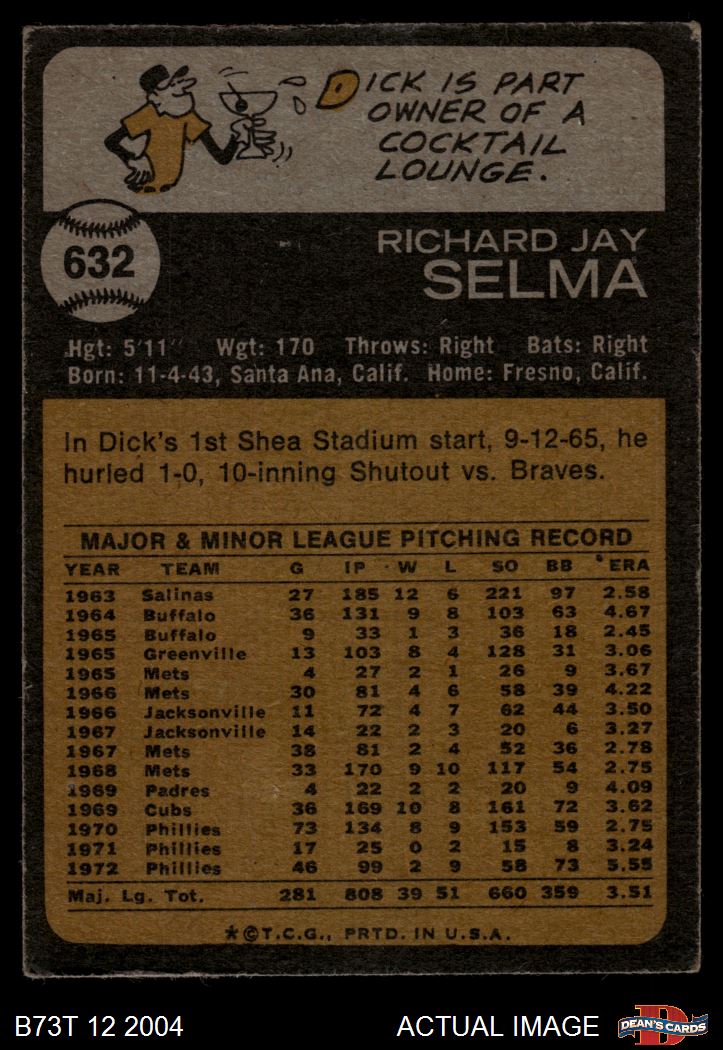 DICK IS PART
OWNER OF A
COCKTAIL
LOUNGE.
632
RICHARD JAY
SELMA
Hgt: 5'11" Wgt: 170 Throws: Right Bats: Right
Born: 11-4-43, Santa Ana, Calif. Home: Fresno, Calif.
In Dick's 1st Shea Stadium start, 9-12-65, he
hurled 1-0, 10-inning Shutout vs. Braves.
MAJOR & MINOR LEAGUE PITCHING RECORD
YEAR TEAM G IP W L SO BB ERA
1963 Salinas 27 185 12 6 221 97 2.58
1964 Buffalo 36 131 9 8 103 63 4.67
1965 Buffalo 9 33 1 3 36 18 2.45
1965 Greenville 13 103 8 4 128 31 3.06
1965 Mets 4 27 2 1 26 9 3.67
1966 Mets 30 81 4 6 58 39 4.22
1966 Jacksonville 11 72 4 7 62 44 3.50
1967 Jacksonville 14 22 2 3 20 6 3.27
1967 Mets 38 81 2 4 52 36 2.78
1968 Mets 33 170 9 10 117 54 2.75
1969 Padres 4 22 2 2 20 9 4.09
1969 Cubs 36 169 10 8 161 72 3.62
1970 Phillies 73 134 8 9 153 59 2.75
1971 Phillies 17 25 0 2 15 8 3.24
1972 Phillies 46 99 2 9 58 73 5.55
Maj. Lg. Tot. 281 808 39 51 660 359 3.51
*©T.C.G., PRTD. IN U.S.A.
B73T 12 2004 ACTUAL IMAGE
D
DEAN'S CARDS